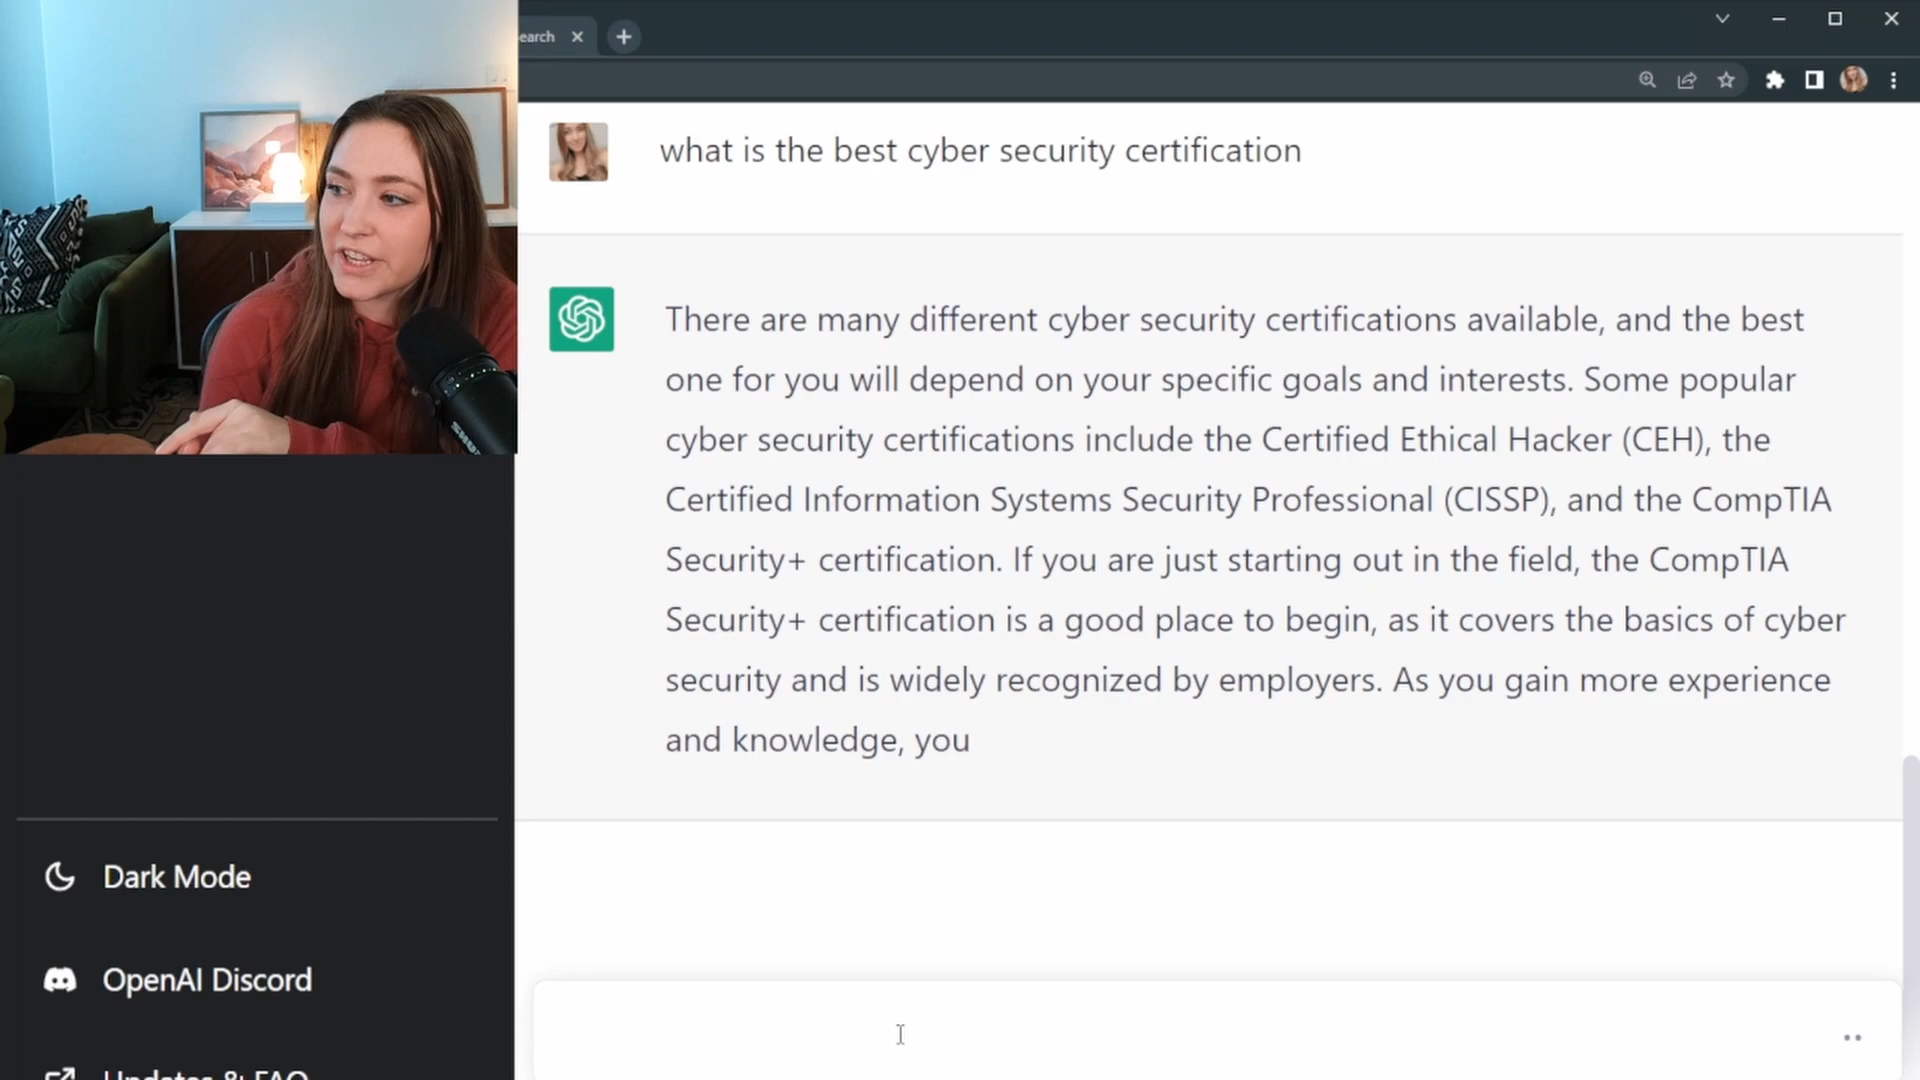 earch
what is the best cyber security certification
There are many different cyber security certifications available, and the best
one for you will depend on your specific goals and interests. Some popular
cyber security certifications include the Certified Ethical Hacker (CEH), the
Certified Information Systems Security Professional (CISSP), and the CompTIA
Security+ certification. If you are just starting out in the field, the CompTIA
Security+ certification is a good place to begin, as it covers the basics of cyber
security and is widely recognized by employers. As you gain more experience
and knowledge, you
Dark Mode
OpenAI Discord
Updates & FAQ